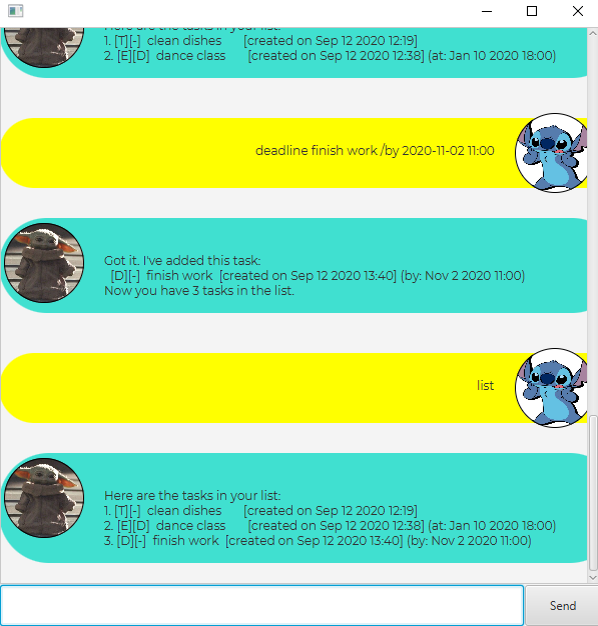 Here are the tasks in your list:
1. [T][-] clean dishes [created on Sep 12 2020 12:19]
2. [E][D] dance class [created on Sep 12 2020 12:38] (at: Jan 10 2020 18:00)
deadline finish work /by 2020-11-02 11:00
Got it. I've added this task:
[D][-] finish work [created on Sep 12 2020 13:40] (by: Nov 2 2020 11:00)
Now you have 3 tasks in the list.
list
Here are the tasks in your list:
1. [T][-] clean dishes [created on Sep 12 2020 12:19]
2. [E][D] dance class [created on Sep 12 2020 12:38] (at: Jan 10 2020 18:00)
3. [D][-] finish work [created on Sep 12 2020 13:40] (by: Nov 2 2020 11:00)
Send